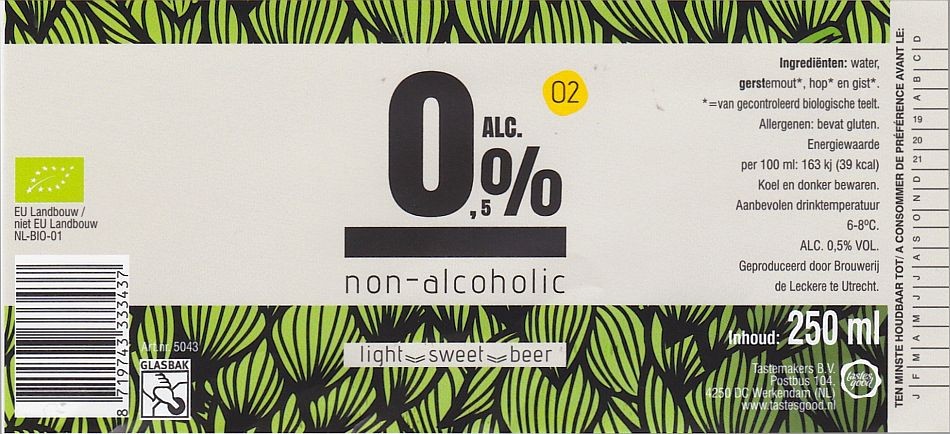 EU Landbouw /
niet EU Landbouw
NL-BIO-01
8 719743 333437
Art.nr. 5043
GLASBAK
0,5%
ALC.
02
non-alcoholic
light sweet beer
Ingrediënten: water,
gerstemout*, hop* en gist*.
*=van gecontroleerd biologische teelt.
Allergenen: bevat gluten.
Energiewaarde
per 100 ml: 163 kj (39 kcal)
Koel en donker bewaren.
Aanbevolen drinktemperatuur
6-8ºC.
ALC. 0,5% VOL.
Geproduceerd door Brouwerij
de Leckere te Utrecht.
Inhoud: 250 ml
Tastemakers B.V.
Postbus 104.
4250 DC Werkendam (NL)
www.tastesgood.nl
tastes
good
TEN MINSTE HOUDBAAR TOT/ A CONSOMMER DE PRÉFÉRENCE AVANT LE:
J F M A M J J A S O N D 21 20 19 A B C D